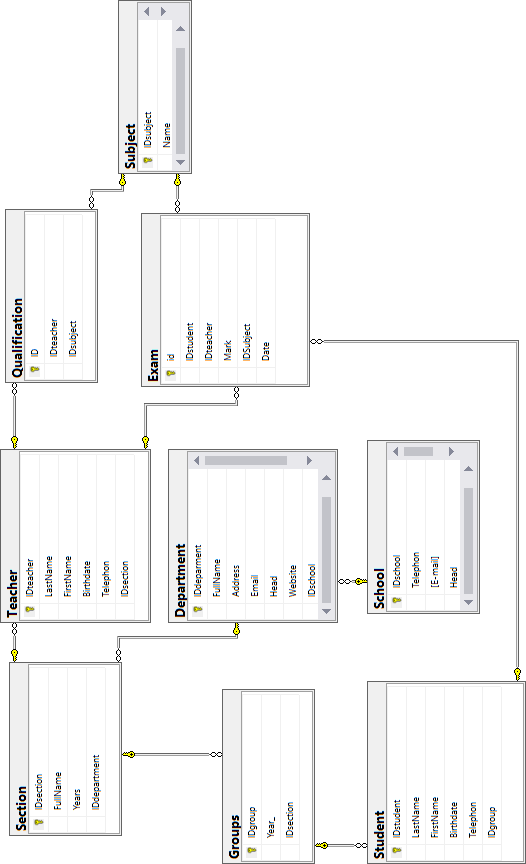 Section
IDsection
FullName
Years
IDdepartment
Teacher
IDteacher
LastName
FirstName
Birthdate
Telephon
IDsection
Qualification
ID
IDteacher
IDsubject
Subject
IDsubject
Name
Exam
id
IDstudent
IDteacher
Mark
IDSubject
Date
Department
IDdeparment
FullName
Address
Email
Head
Website
IDschool
Groups
IDgroup
Year_
IDsection
School
IDschool
Telephon
[E-mail]
Head
Student
IDstudent
LastName
FirstName
Birthdate
Telephon
IDgroup